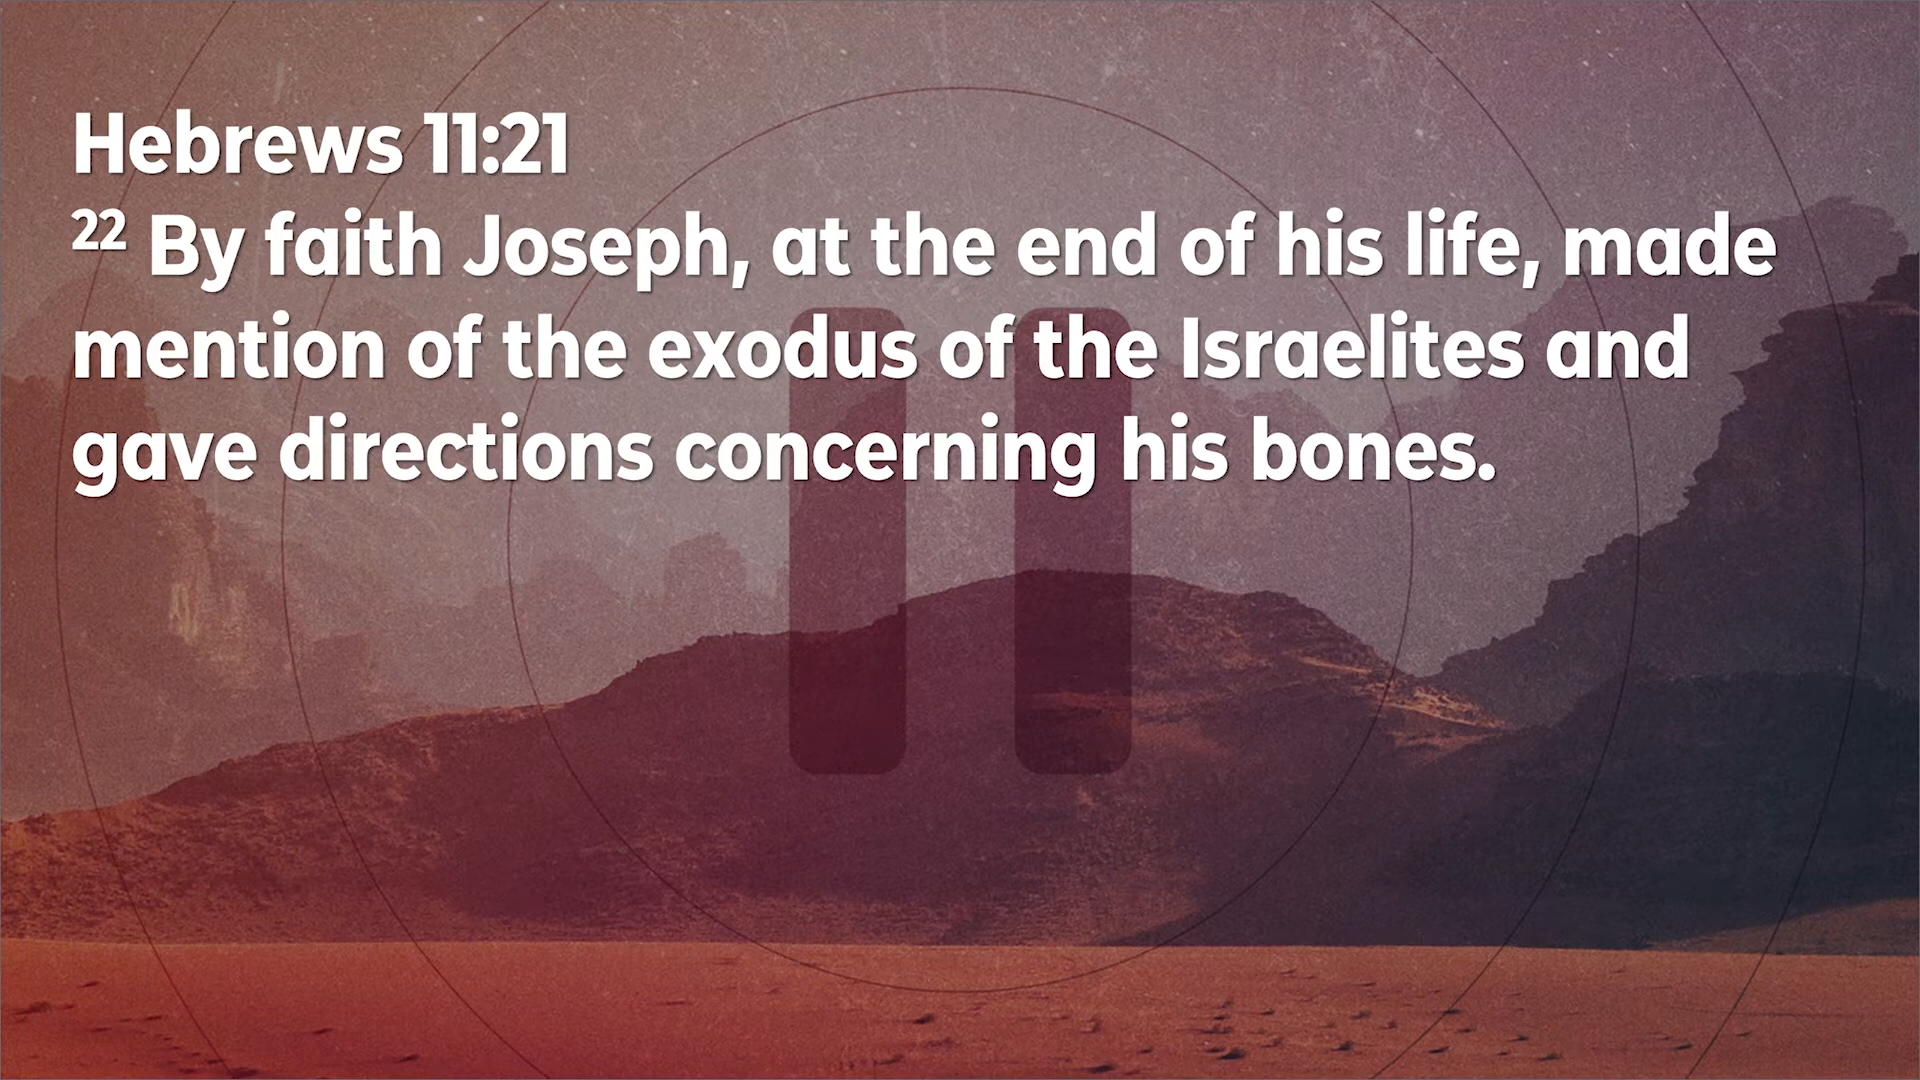 Hebrews 11:21
22 By faith Joseph, at the end of his life, made
mention of the exodus of the Israelites and
gave directions concerning his bones.